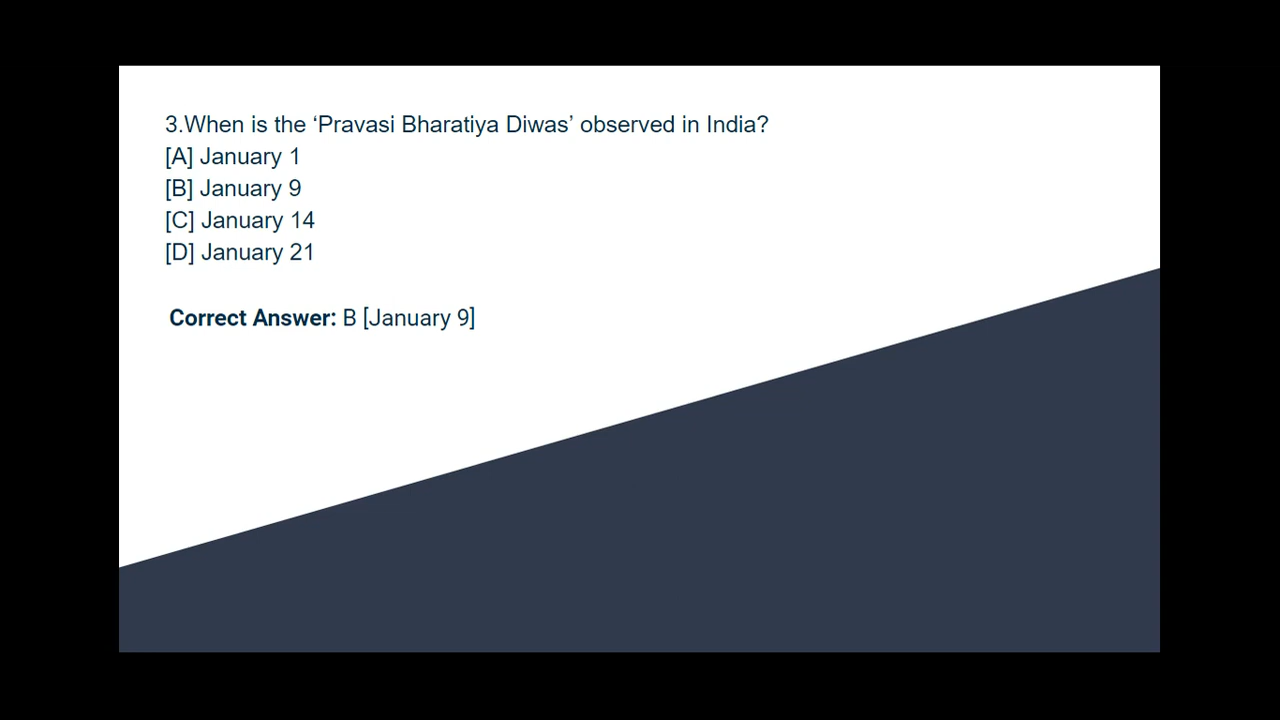 3.When is the ‘Pravasi Bharatiya Diwas’ observed in India?
[A] January 1
[B] January 9
[C] January 14
[D] January 21
Correct Answer: B [January 9]